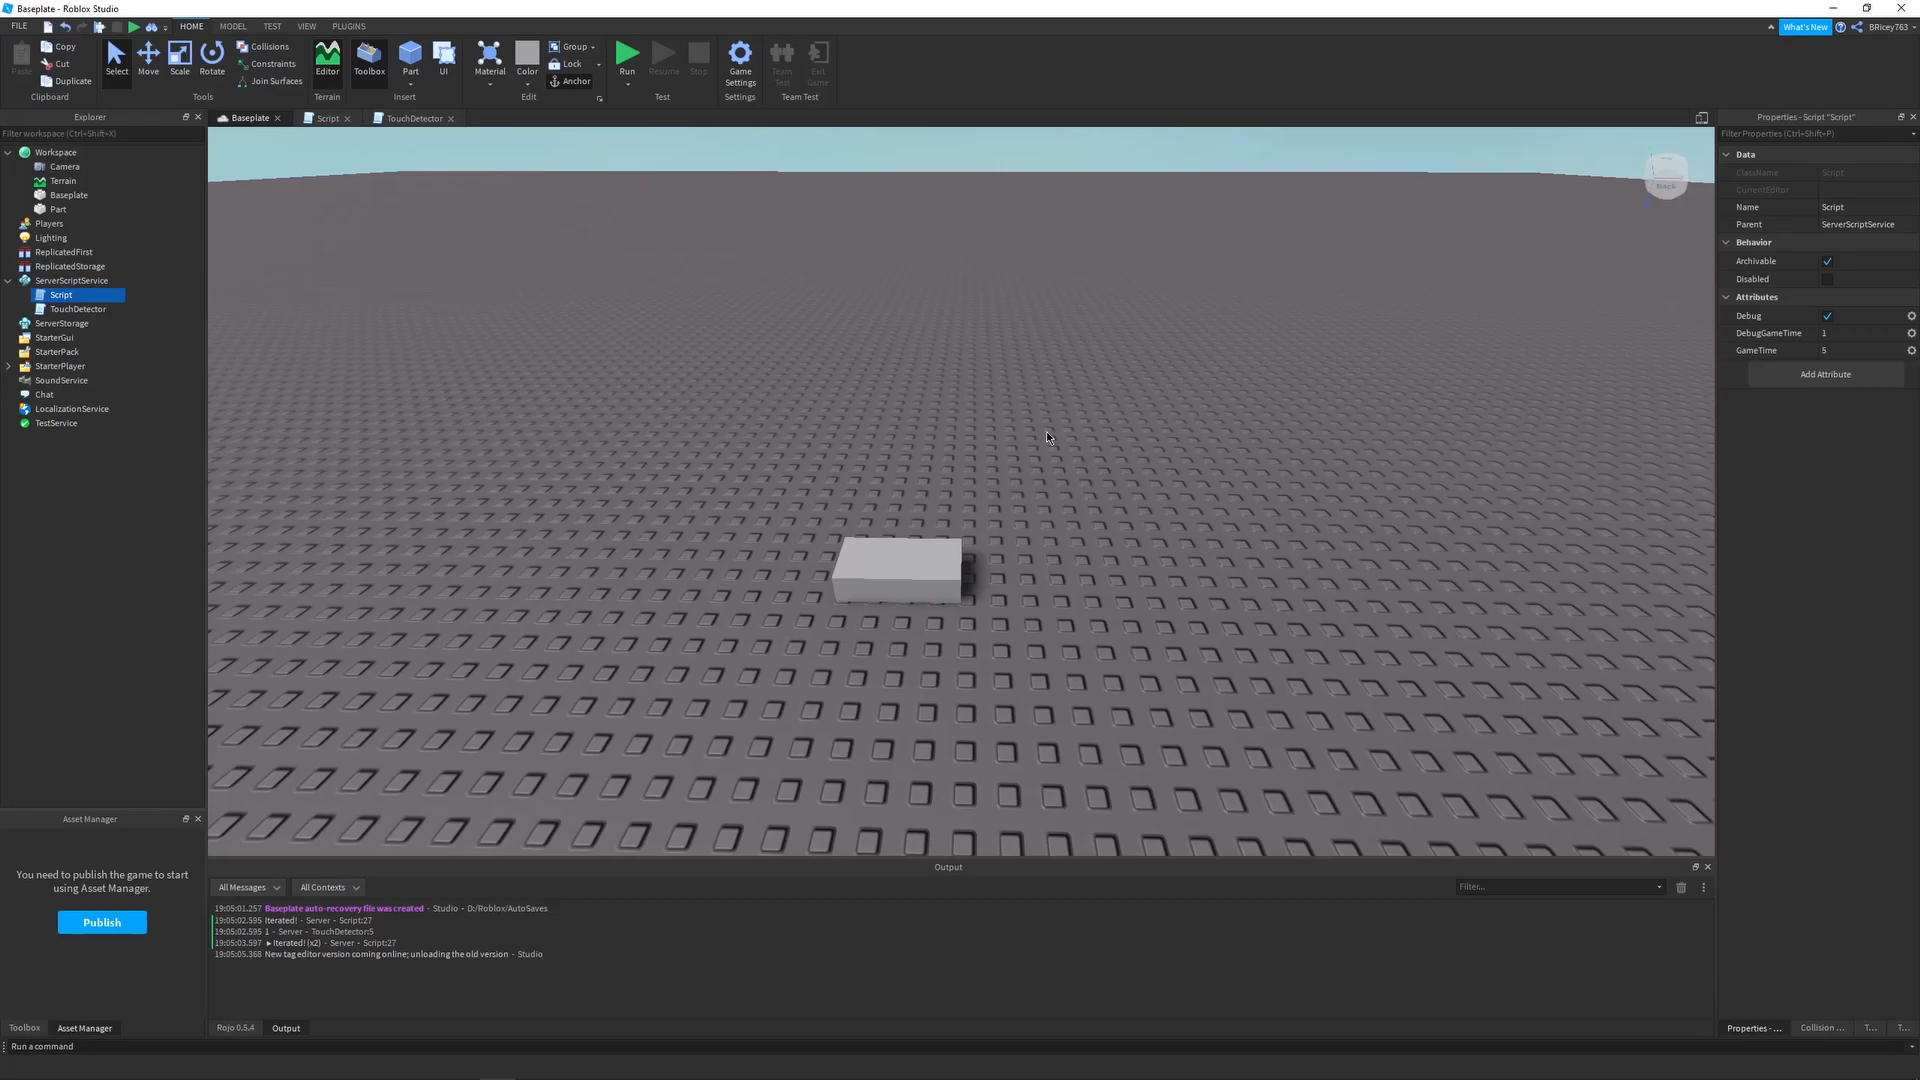 Baseplate - Roblox Studio
FILE HOME MODEL TEST VIEW PLUGINS What's New BRicey763
Paste Copy Cut Duplicate Clipboard
Select Move Scale Rotate Collisions Constraints Join Surfaces Tools
Editor Terrain
Toolbox Part UI Insert
Material Color Group Lock Anchor Edit
Run Resume Stop Test
Game Settings Settings
Team Test Exit Game Team Test
Explorer
Filter workspace (Ctrl+Shift+X)
Workspace
Camera
Terrain
Baseplate
Part
Players
Lighting
ReplicatedFirst
ReplicatedStorage
ServerScriptService
Script
TouchDetector
ServerStorage
StarterGui
StarterPack
StarterPlayer
SoundService
Chat
LocalizationService
TestService
Asset Manager
You need to publish the game to start
using Asset Manager.
Publish
Toolbox Asset Manager
Baseplate Script TouchDetector
Back
Output
All Messages All Contexts Filter...
19:05:01.257 Baseplate auto-recovery file was created - Studio - D:/Roblox/AutoSaves
19:05:02.595 Iterated! - Server - Script:27
19:05:02.595 1 - Server - TouchDetector:5
19:05:03.597 ▶ Iterated! (x2) - Server - Script:27
19:05:05.368 New tag editor version coming online; unloading the old version - Studio
Rojo 0.5.4 Output
Properties - Script "Script"
Filter Properties (Ctrl+Shift+P)
Data
ClassName Script
CurrentEditor
Name Script
Parent ServerScriptService
Behavior
Archivable
Disabled
Attributes
Debug
DebugGameTime 1
GameTime 5
Add Attribute
Properties - ... Collision ... T... T...
Run a command